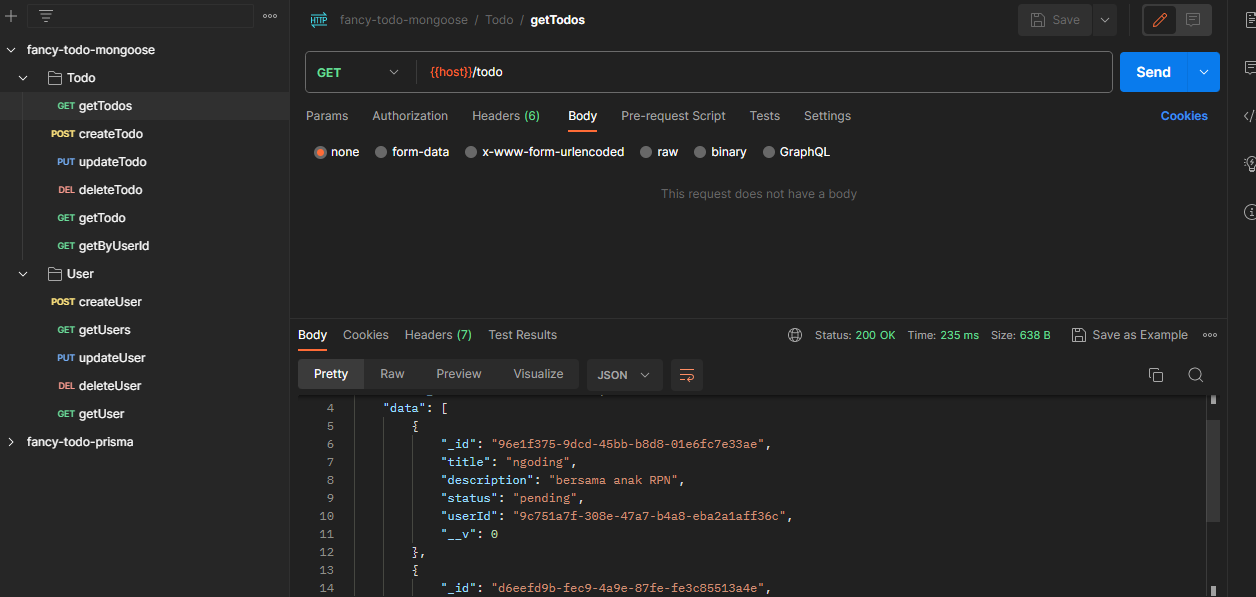 fancy-todo-mongoose
Todo
GET getTodos
POST createTodo
PUT updateTodo
DEL deleteTodo
GET getTodo
GET getByUserId
User
POST createUser
GET getUsers
PUT updateUser
DEL deleteUser
GET getUser
fancy-todo-prisma
HTTP fancy-todo-mongoose / Todo / getTodos
Save
GET {{host}}/todo
Send
Params Authorization Headers (6) Body Pre-request Script Tests Settings Cookies
none form-data x-www-form-urlencoded raw binary GraphQL
This request does not have a body
Body Cookies Headers (7) Test Results Status: 200 OK Time: 235 ms Size: 638 B Save as Example
Pretty Raw Preview Visualize JSON
4 "data": [
5 {
6 "_id": "96e1f375-9dcd-45bb-b8d8-01e6fc7e33ae",
7 "title": "ngoding",
8 "description": "bersama anak RPN",
9 "status": "pending",
10 "userId": "9c751a7f-308e-47a7-b4a8-eba2a1aff36c",
11 "__v": 0
12 },
13 {
14 "_id": "d6eefd9b-fec9-4a9e-87fe-fe3c85513a4e",